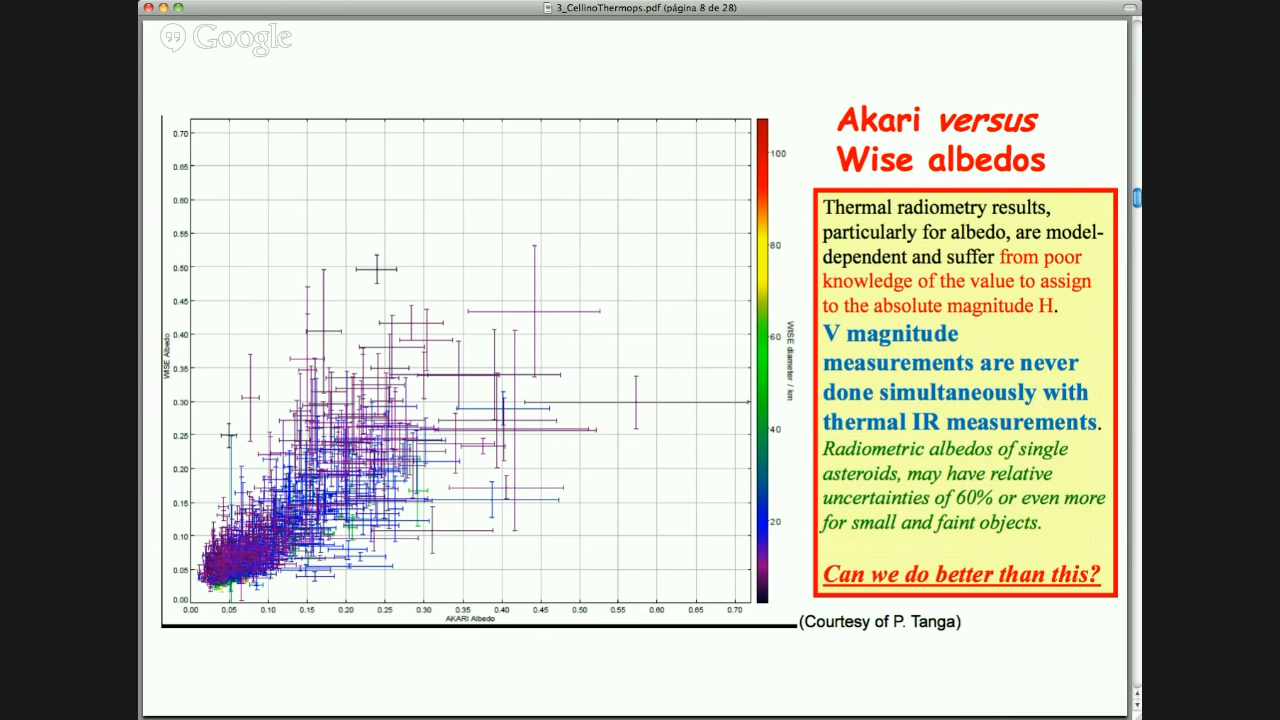 3_CellinoThermops.pdf (página 8 de 28)
Google
Akari versus
Wise albedos
Thermal radiometry results,
particularly for albedo, are model-
dependent and suffer from poor
knowledge of the value to assign
to the absolute magnitude H.
V magnitude
measurements are never
done simultaneously with
thermal IR measurements.
Radiometric albedos of single
asteroids, may have relative
uncertainties of 60% or even more
for small and faint objects.
Can we do better than this?
(Courtesy of P. Tanga)
WISE Albedo
0.70
0.65
0.60
0.55
0.50
0.45
0.40
0.35
0.30
0.25
0.20
0.15
0.10
0.05
0.00
0.00 0.05 0.10 0.15 0.20 0.25 0.30 0.35 0.40 0.45 0.50 0.55 0.60 0.65 0.70
AKARI Albedo
100
80
60
40
20
WISE diameter / km